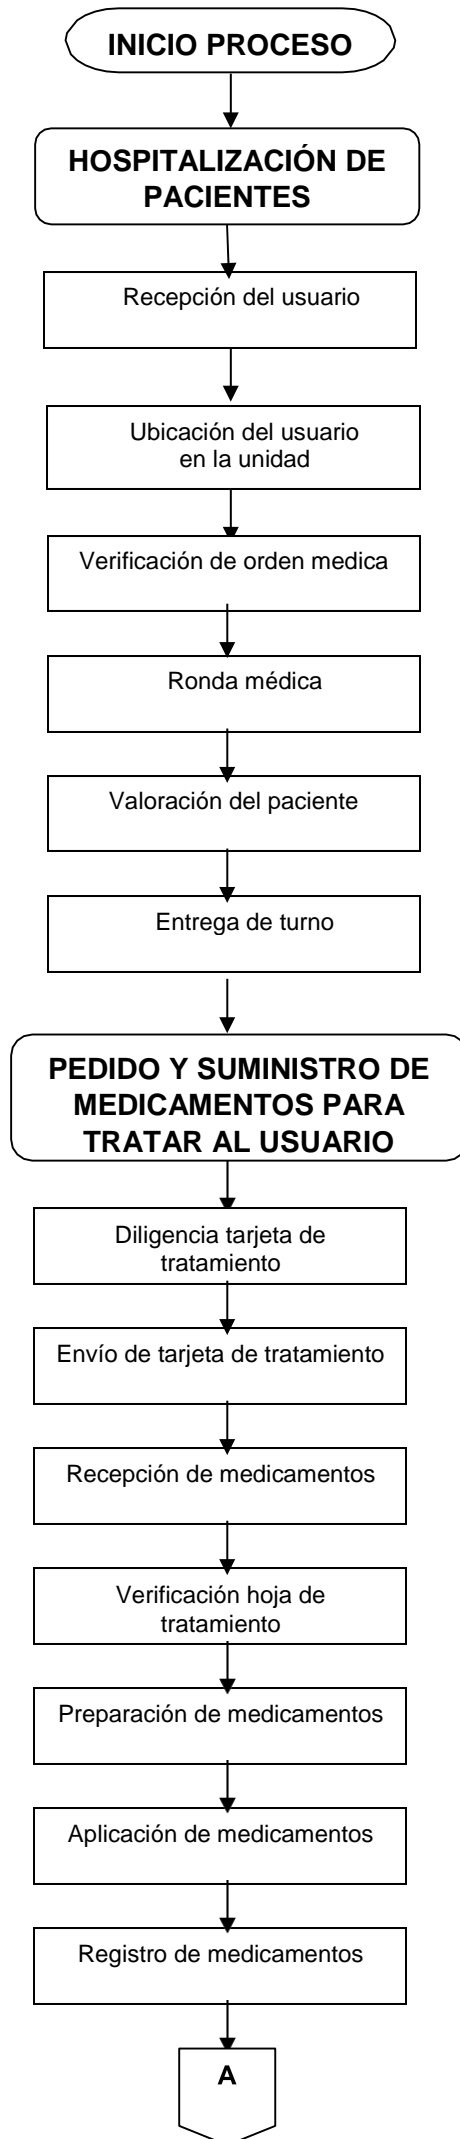 INICIO PROCESO
HOSPITALIZACIÓN DE
PACIENTES
Recepción del usuario
Ubicación del usuario
en la unidad
Verificación de orden medica
Ronda médica
Valoración del paciente
Entrega de turno
PEDIDO Y SUMINISTRO DE
MEDICAMENTOS PARA
TRATAR AL USUARIO
Diligencia tarjeta de
tratamiento
Envío de tarjeta de tratamiento
Recepción de medicamentos
Verificación hoja de
tratamiento
Preparación de medicamentos
Aplicación de medicamentos
Registro de medicamentos
A